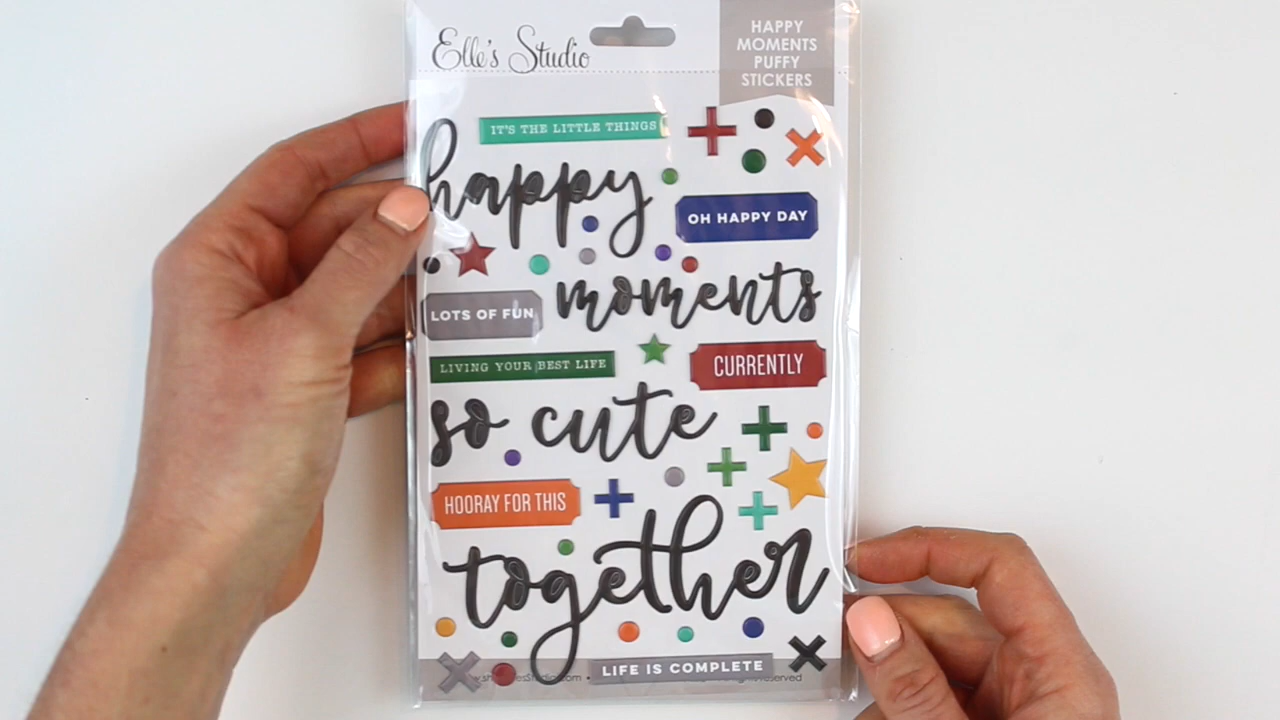 Elle's Studio
HAPPY
MOMENTS
PUFFY
STICKERS
IT'S THE LITTLE THINGS
happy
OH HAPPY DAY
moments
LOTS OF FUN
LIVING YOUR BEST LIFE
CURRENTLY
so cute
HOORAY FOR THIS
together
LIFE IS COMPLETE